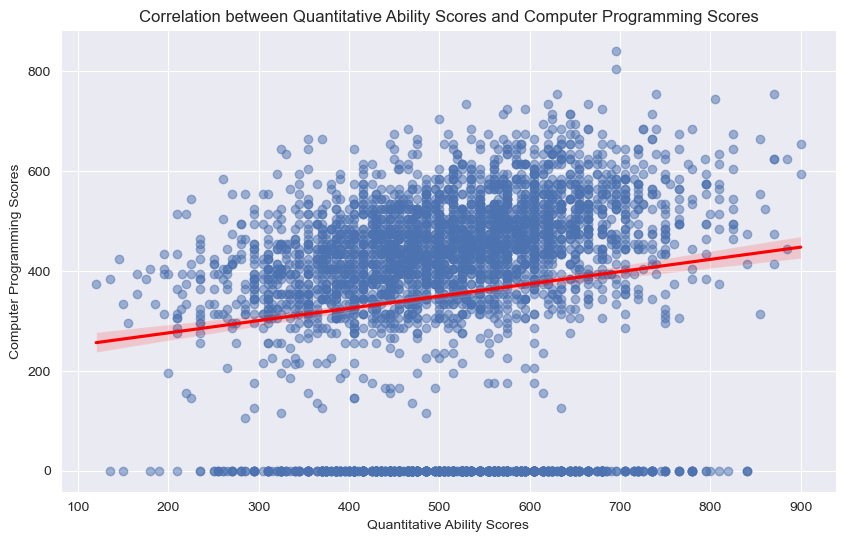 Correlation between Quantitative Ability Scores and Computer Programming Scores
Computer Programming Scores
800
600
400
200
0
100 200 300 400 500 600 700 800 900
Quantitative Ability Scores